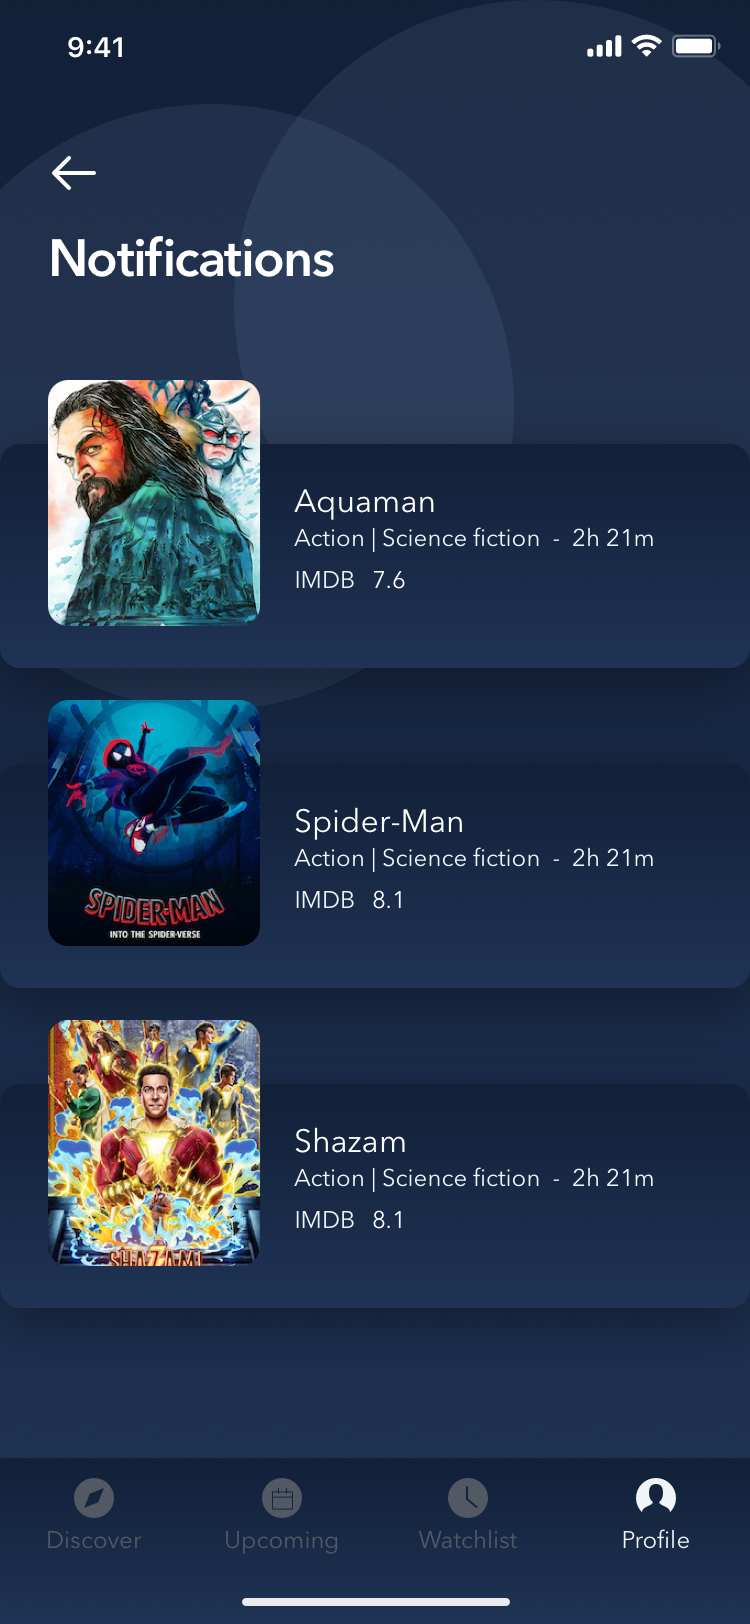 9:41
Notifications
Aquaman
Action | Science fiction - 2h 21m
IMDB 7.6
SPIDER-MAN
INTO THE SPIDER-VERSE
Spider-Man
Action | Science fiction - 2h 21m
IMDB 8.1
SHAZAM!
Shazam
Action | Science fiction - 2h 21m
IMDB 8.1
Discover
Upcoming
Watchlist
Profile